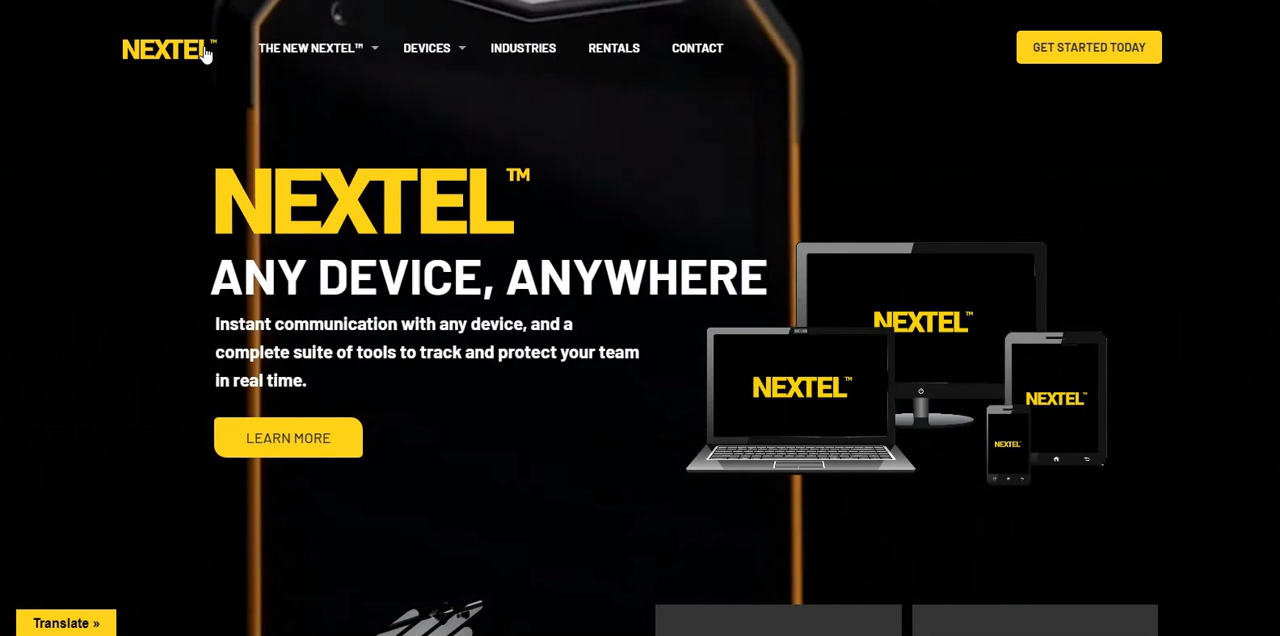 NEXTEL™ THE NEW NEXTEL™ DEVICES INDUSTRIES RENTALS CONTACT GET STARTED TODAY
NEXTEL™
ANY DEVICE, ANYWHERE
Instant communication with any device, and a
complete suite of tools to track and protect your team
in real time.
LEARN MORE
NEXTEL™
NEXTEL™
NEXTEL™
NEXTEL™
Translate »